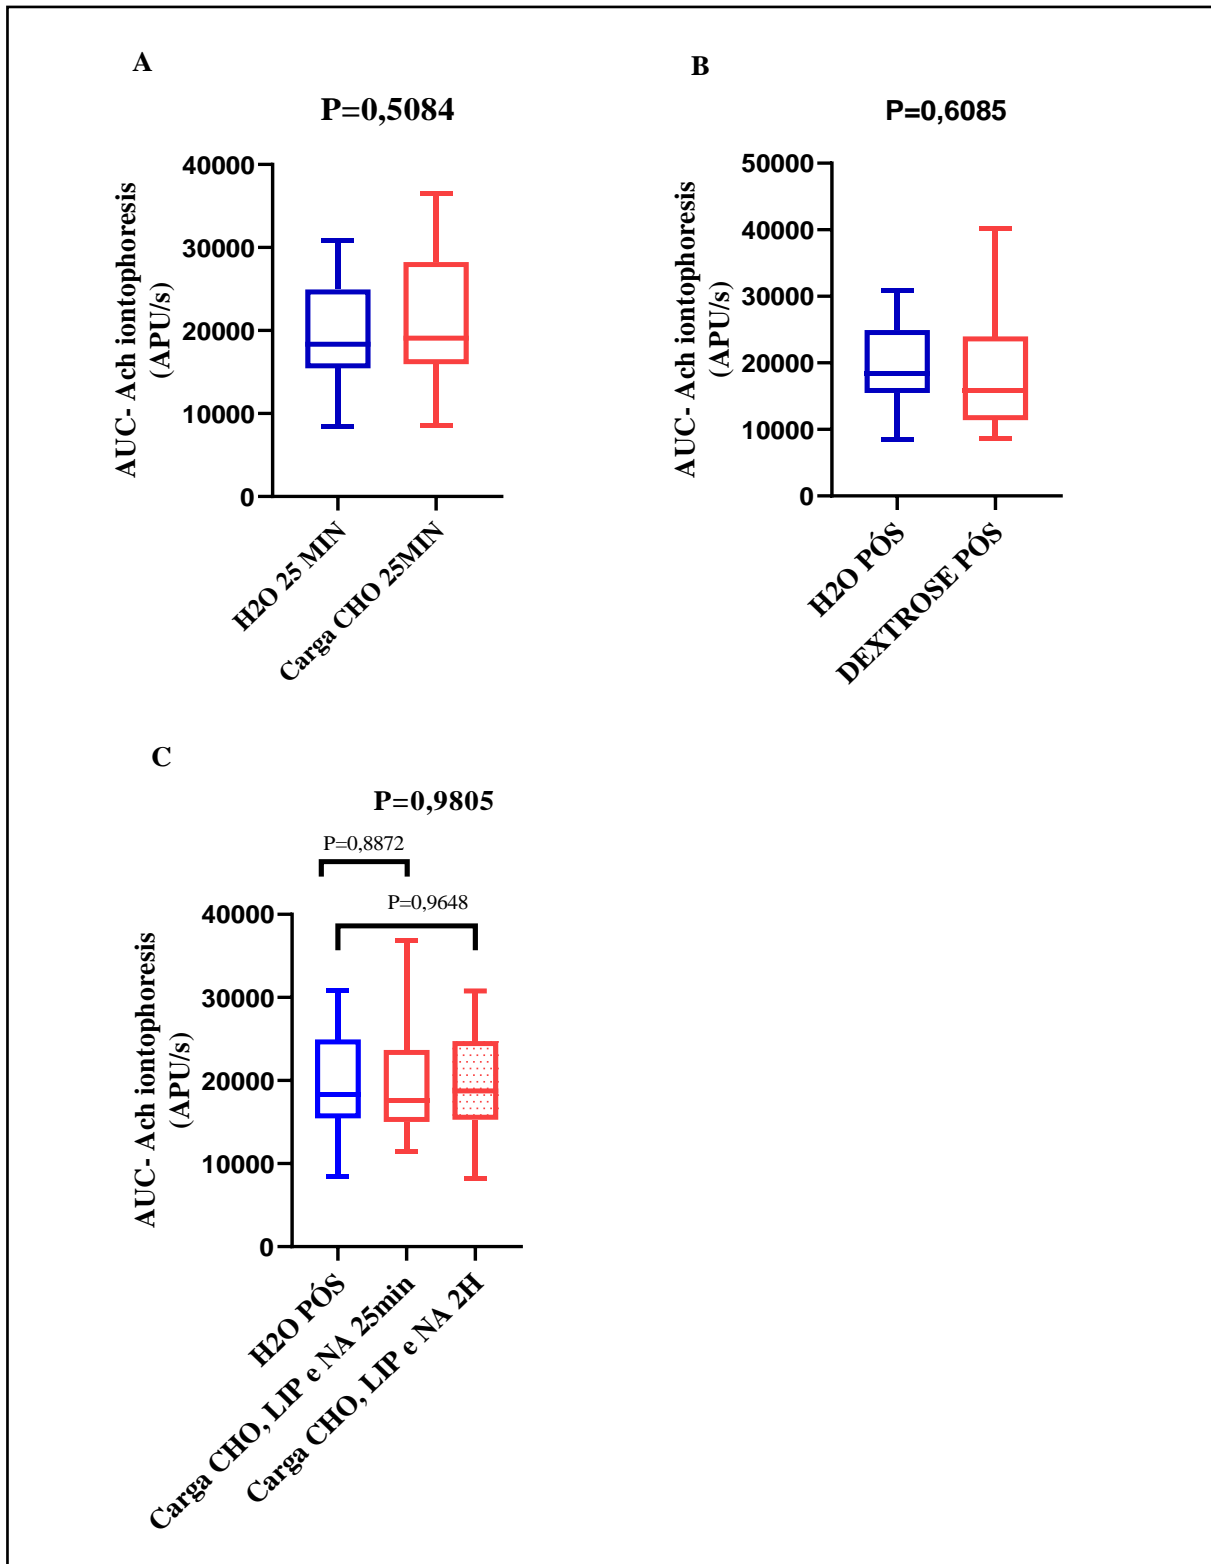 A
P=0,5084
AUC- Ach iontophoresis
(APU/s)
40000
30000
20000
10000
0
H2O 25 MIN
Carga CHO 25MIN
B
P=0,6085
AUC- Ach iontophoresis
(APU/s)
50000
40000
30000
20000
10000
0
H2O PÓS
DEXTROSE PÓS
C
P=0,9805
P=0,8872
P=0,9648
AUC- Ach iontophoresis
(APU/s)
40000
30000
20000
10000
0
H2O PÓS
Carga CHO, LIP e NA 25min
Carga CHO, LIP e NA 2H